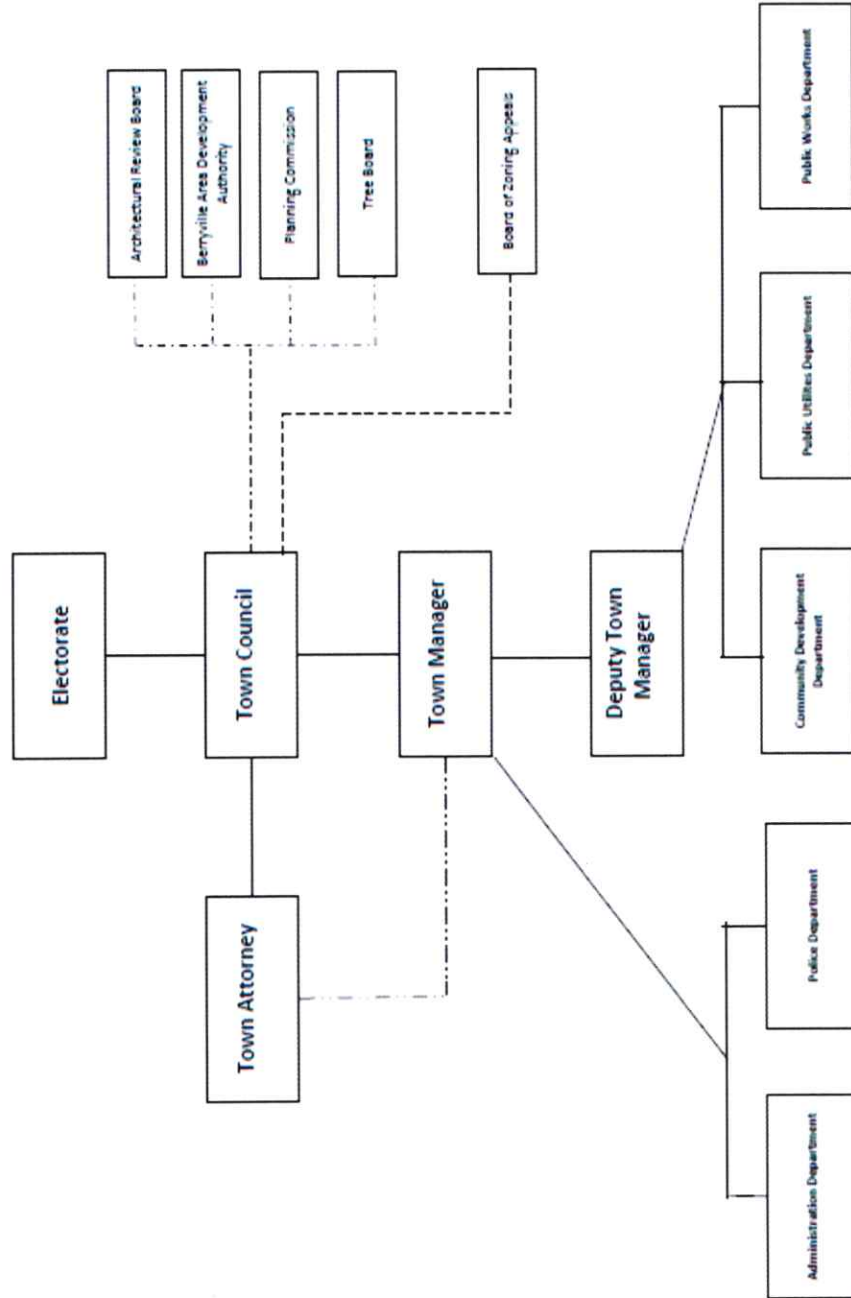 Electorate
Town Council
Town Attorney
Town Manager
Deputy Town
Manager
Architectural Review Board
Berryville Area Development
Authority
Planning Commission
Tree Board
Board of Zoning Appeals
Administration Department
Police Department
Community Development
Department
Public Utilites Department
Public Works Department